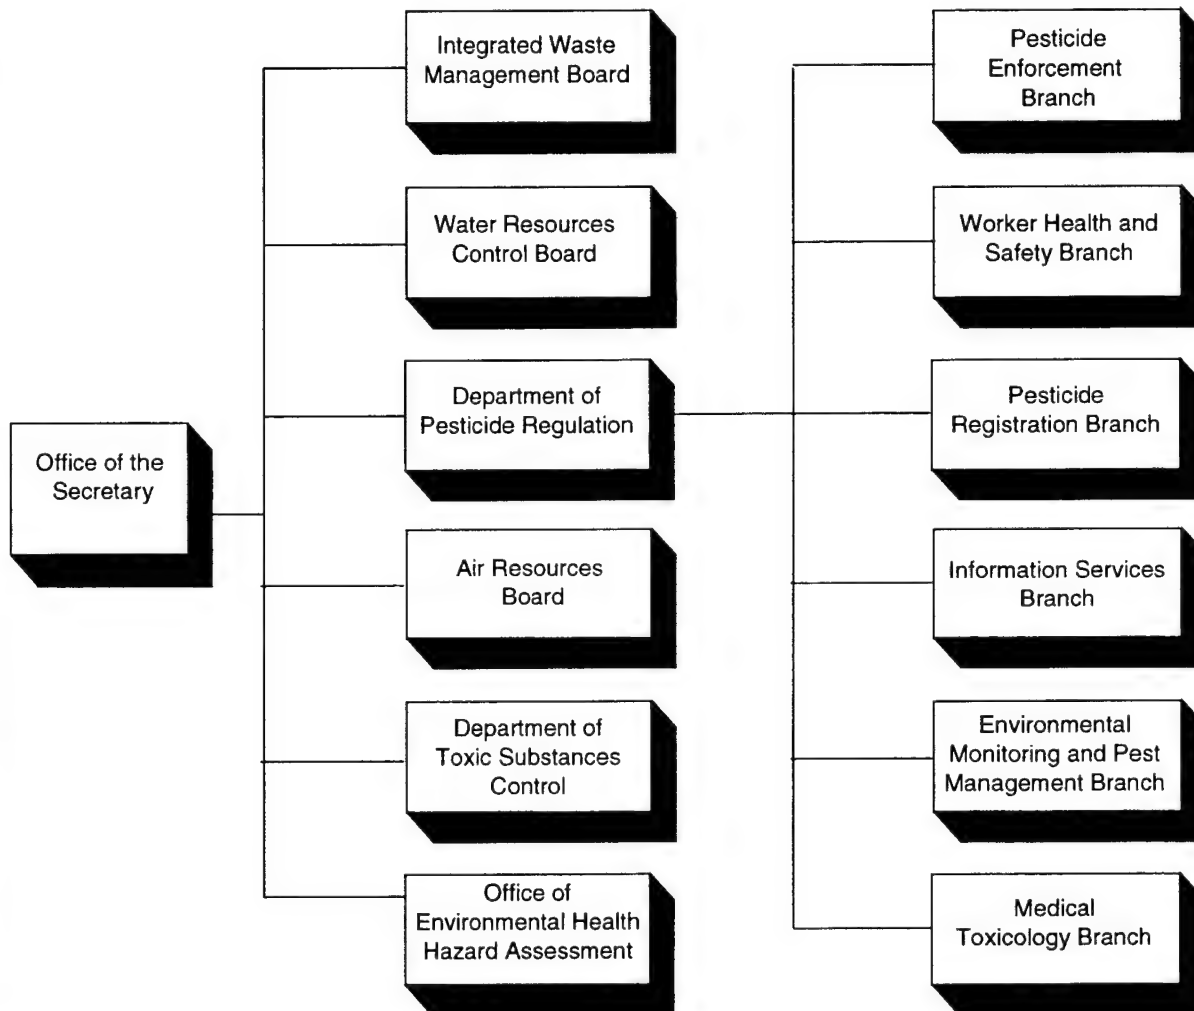 Office of the
Secretary
Integrated Waste
Management Board
Water Resources
Control Board
Department of
Pesticide Regulation
Air Resources
Board
Department of
Toxic Substances
Control
Office of
Environmental Health
Hazard Assessment
Pesticide
Enforcement
Branch
Worker Health and
Safety Branch
Pesticide
Registration Branch
Information Services
Branch
Environmental
Monitoring and Pest
Management Branch
Medical
Toxicology Branch